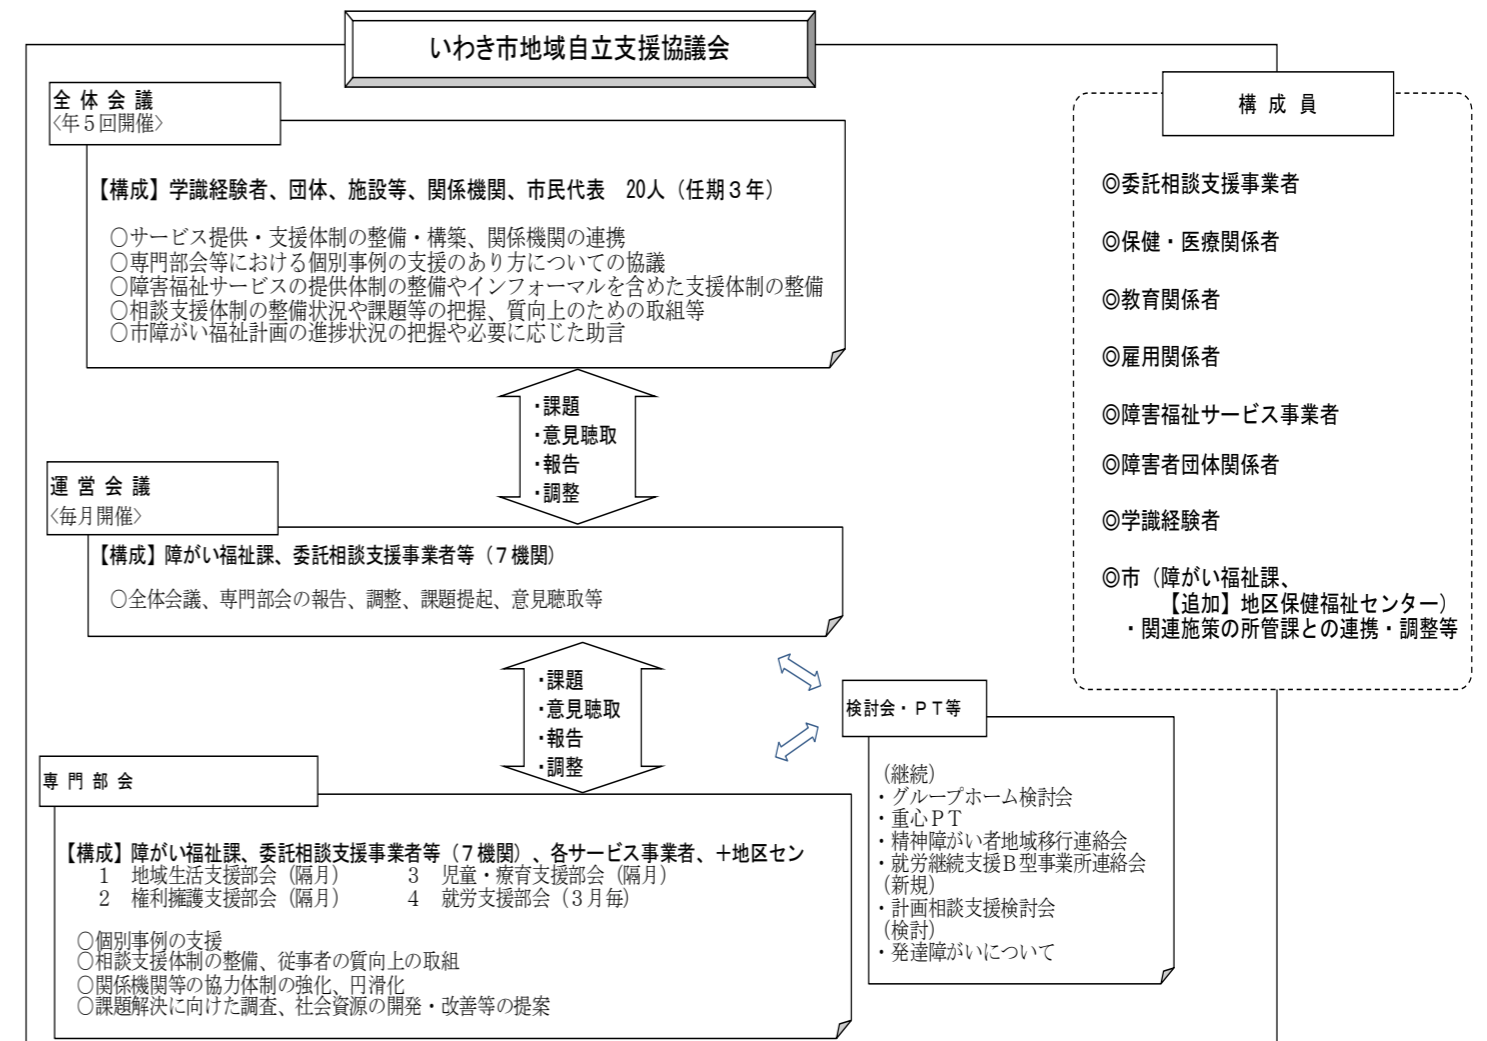 いわき市地域自立支援協議会
全体会議
〈年５回開催〉
【構成】学識経験者、団体、施設等、関係機関、市民代表　20人（任期３年）
○サービス提供・支援体制の整備・構築、関係機関の連携
○専門部会等における個別事例の支援のあり方についての協議
○障害福祉サービスの提供体制の整備やインフォーマルを含めた支援体制の整備
○相談支援体制の整備状況や課題等の把握、質向上のための取組等
○市障がい福祉計画の進捗状況の把握や必要に応じた助言
・課題
・意見聴取
・報告
・調整
運営会議
〈毎月開催〉
【構成】障がい福祉課、委託相談支援事業者等（７機関）
○全体会議、専門部会の報告、調整、課題提起、意見聴取等
・課題
・意見聴取
・報告
・調整
専門部会
【構成】障がい福祉課、委託相談支援事業者等（７機関）、各サービス事業者、＋地区セン
１　地域生活支援部会（隔月）　３　児童・療育支援部会（隔月）
２　権利擁護支援部会（隔月）　４　就労支援部会（３月毎）
○個別事例の支援
○相談支援体制の整備、従事者の質向上の取組
○関係機関等の協力体制の強化、円滑化
○課題解決に向けた調査、社会資源の開発・改善等の提案
検討会・ＰＴ等
（継続）
・グループホーム検討会
・重心ＰＴ
・精神障がい者地域移行連絡会
・就労継続支援Ｂ型事業所連絡会
（新規）
・計画相談支援検討会
（検討）
・発達障がいについて
構成員
◎委託相談支援事業者
◎保健・医療関係者
◎教育関係者
◎雇用関係者
◎障害福祉サービス事業者
◎障害者団体関係者
◎学識経験者
◎市（障がい福祉課、
【追加】地区保健福祉センター）
・関連施策の所管課との連携・調整等